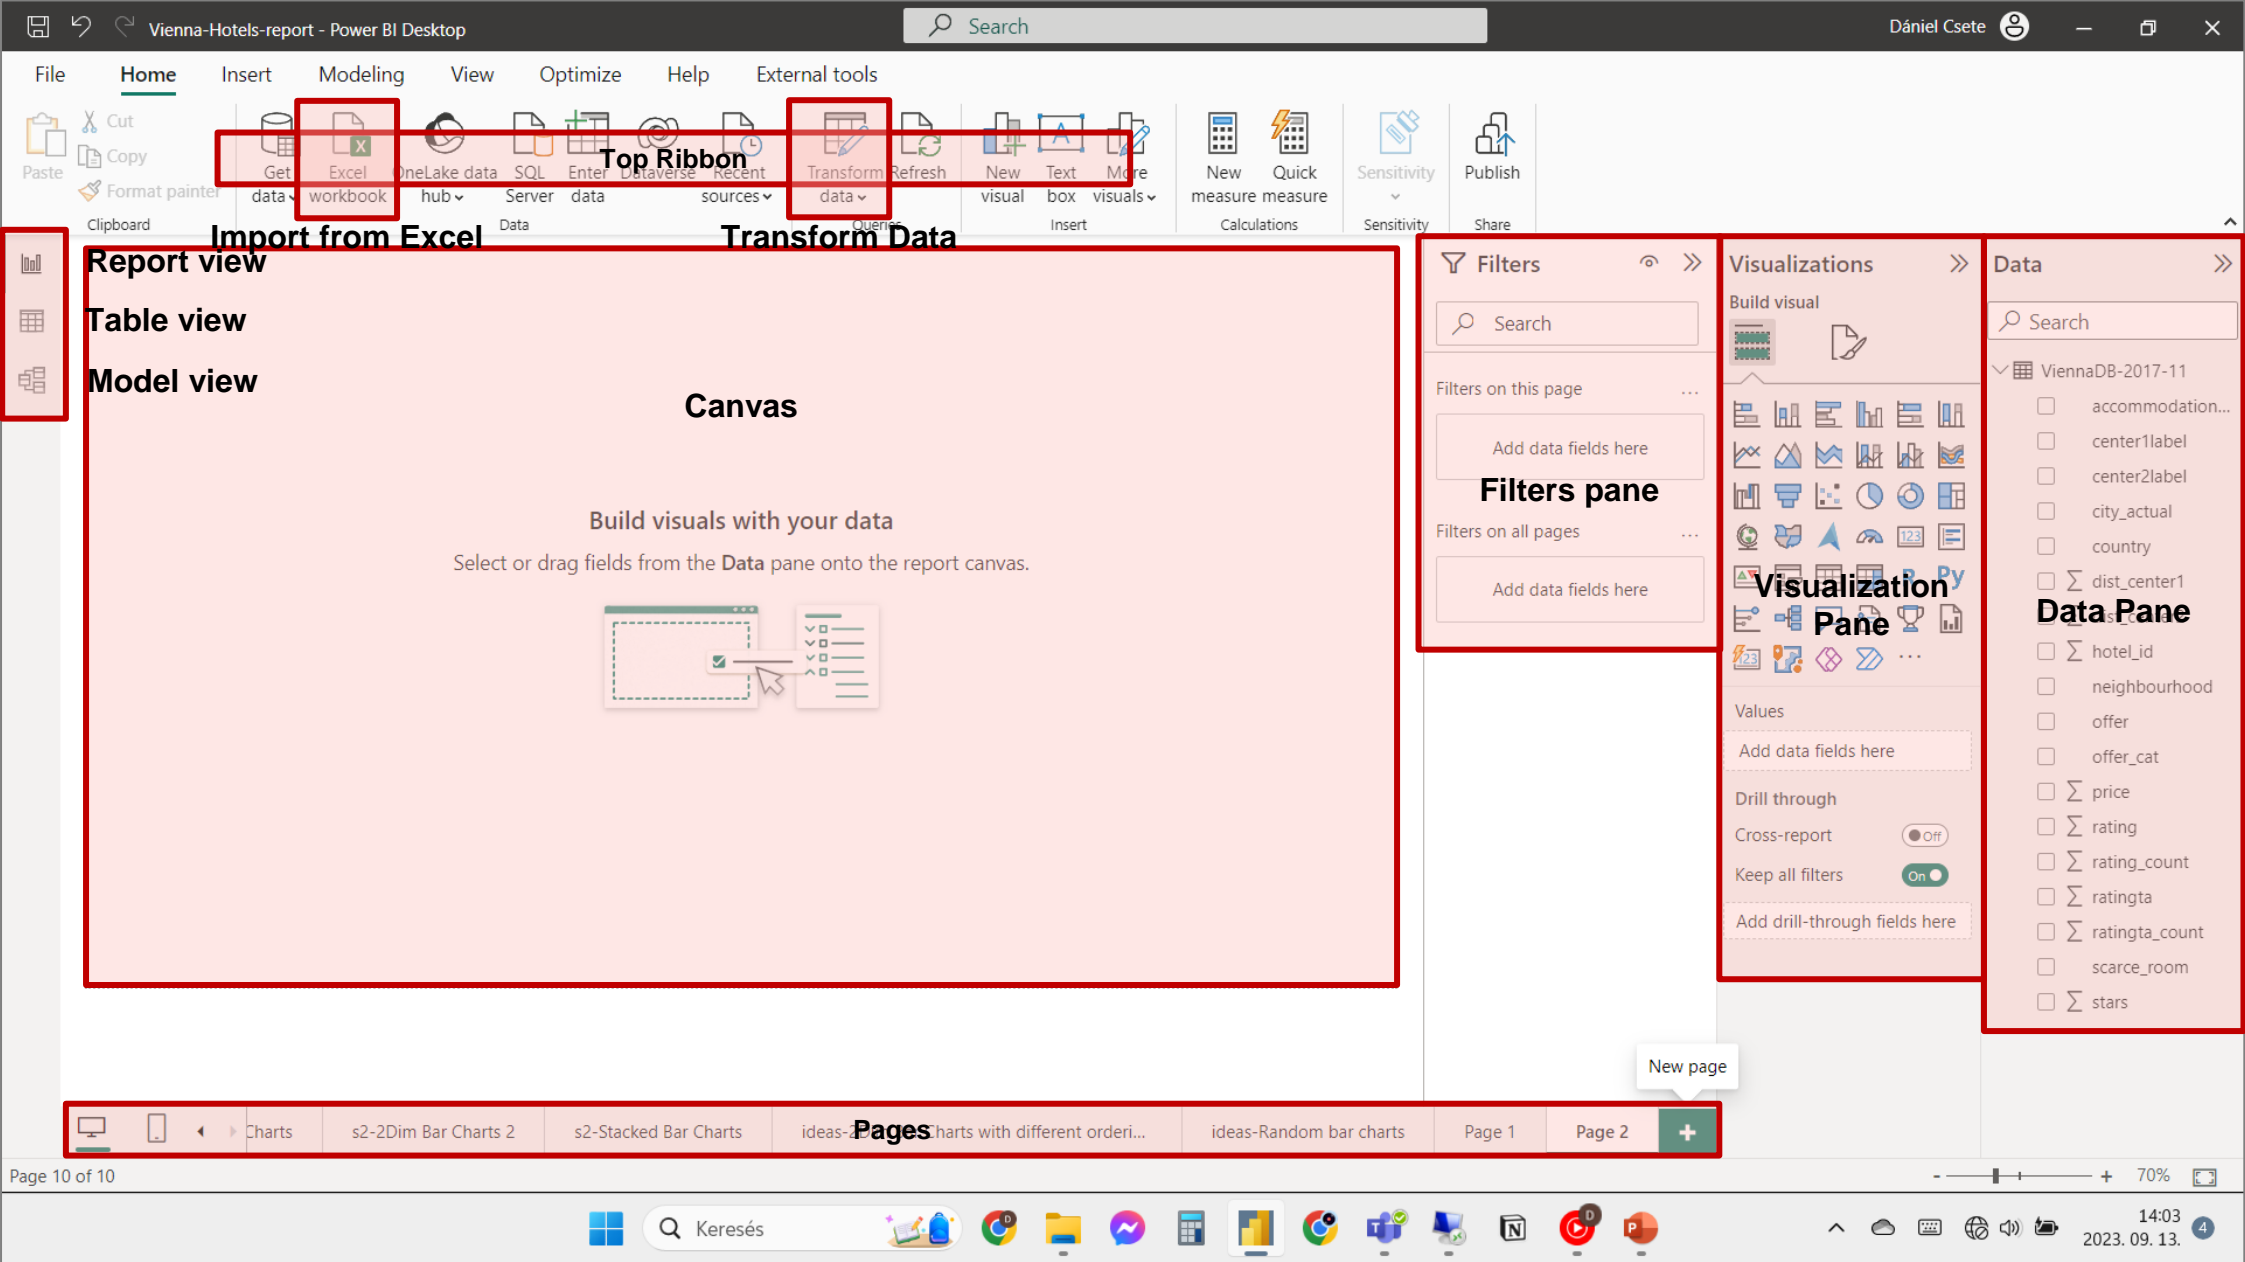 Vienna-Hotels-report - Power BI Desktop
Search
Dániel Csete
File Home Insert Modeling View Optimize Help External tools
Paste
Cut
Copy
Format painter
Clipboard
Get data
Excel workbook
OneLake data hub
SQL Server
Enter data
Dataverse
Recent sources
Data
Top Ribbon
Transform data
Refresh
Queries
New visual
Text box
More visuals
Insert
New measure
Quick measure
Calculations
Sensitivity
Sensitivity
Publish
Share
Import from Excel
Transform Data
Report view
Table view
Model view
Canvas
Build visuals with your data
Select or drag fields from the Data pane onto the report canvas.
Filters
Search
Filters on this page
...
Add data fields here
Filters pane
Filters on all pages
...
Add data fields here
Visualizations
Build visual
123
R
Py
123
...
Visualization
Pane
Values
Add data fields here
Drill through
Cross-report
Off
Keep all filters
On
Add drill-through fields here
Data
Search
ViennaDB-2017-11
accommodation...
center1label
center2label
city_actual
country
dist_center1
Data Pane
hotel_id
neighbourhood
offer
offer_cat
price
rating
rating_count
ratingta
ratingta_count
scarce_room
stars
New page
Charts
s2-2Dim Bar Charts 2
s2-Stacked Bar Charts
Pages
Charts with different orderi...
ideas-Random bar charts
Page 1
Page 2
+
Page 10 of 10
- + 70%
Keresés
14:03
2023. 09. 13.
4